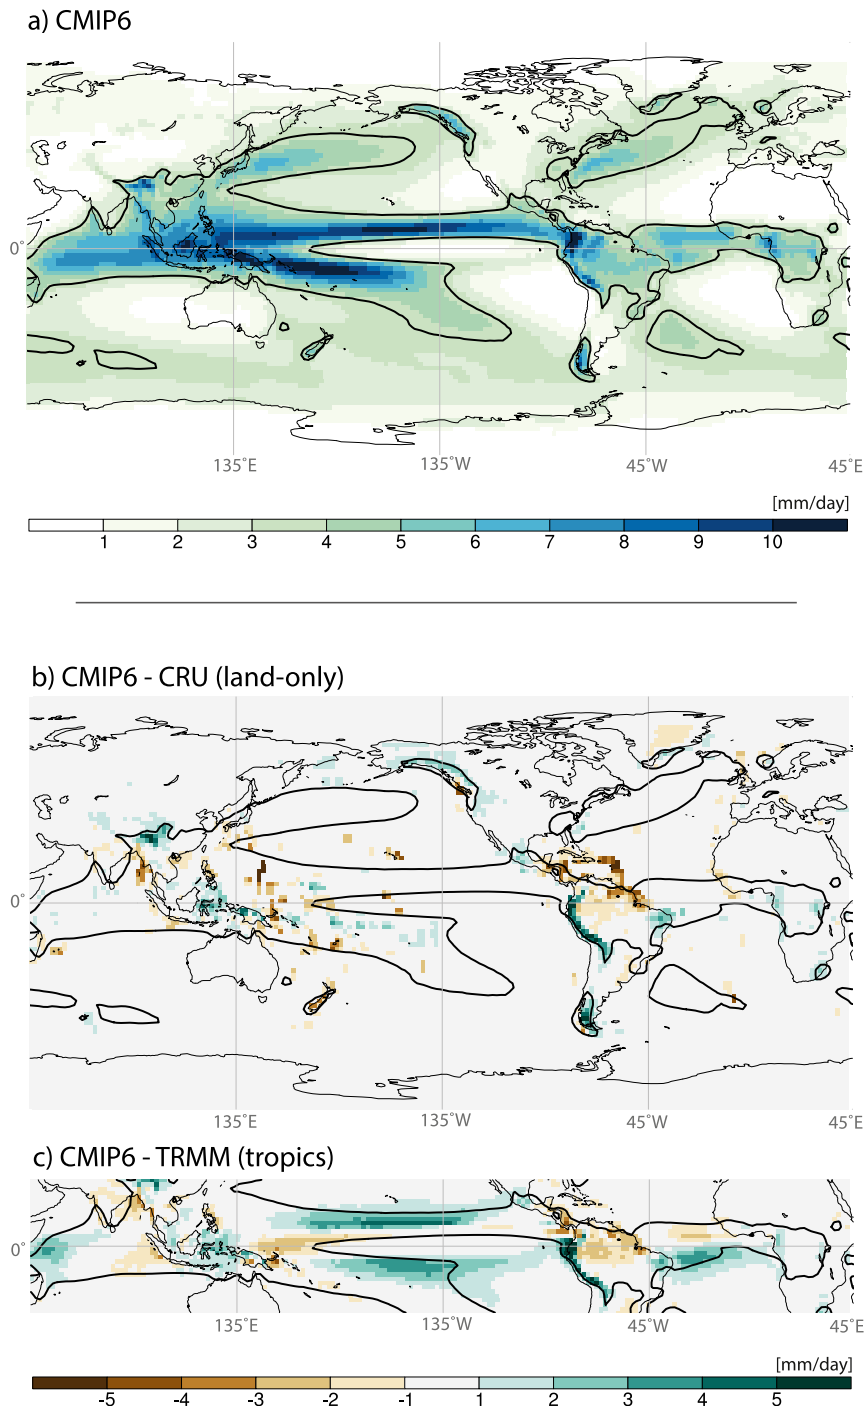 a) CMIP6
0°
135°E 135°W 45°W 45°E
[mm/day]
1 2 3 4 5 6 7 8 9 10
b) CMIP6 - CRU (land-only)
0°
135°E 135°W 45°W 45°E
c) CMIP6 - TRMM (tropics)
0°
135°E 135°W 45°W 45°E
[mm/day]
-5 -4 -3 -2 -1 1 2 3 4 5